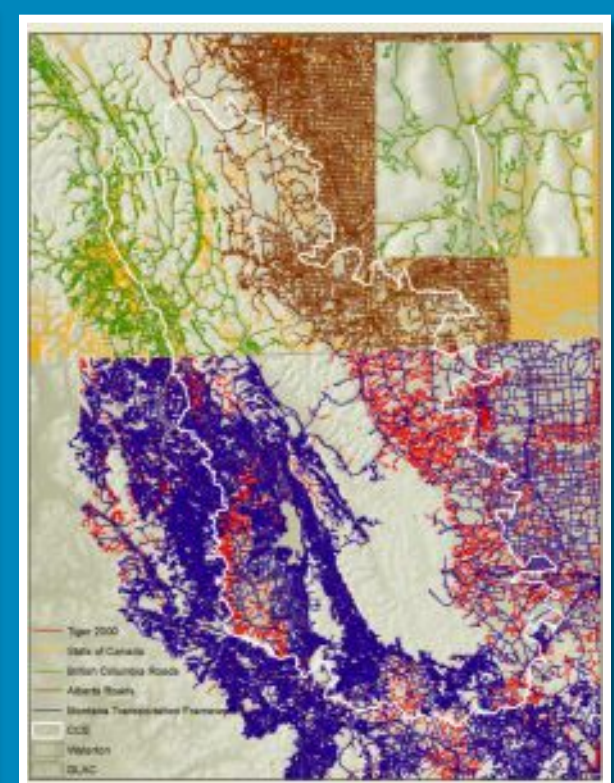 Tiger 2000
Stats of Canada
British Columbia Roads
Alberta Roads
Montana Transportation Framework
CCE
Waterton
GLAC